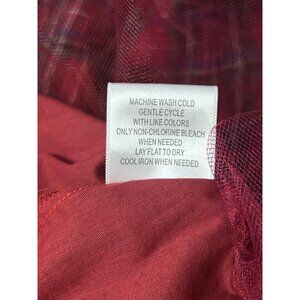 MACHINE WASH COLD
GENTLE CYCLE
WITH LIKE COLORS
ONLY NON-CHLORINE BLEACH
WHEN NEEDED
LAY FLAT TO DRY
COOL IRON WHEN NEEDED